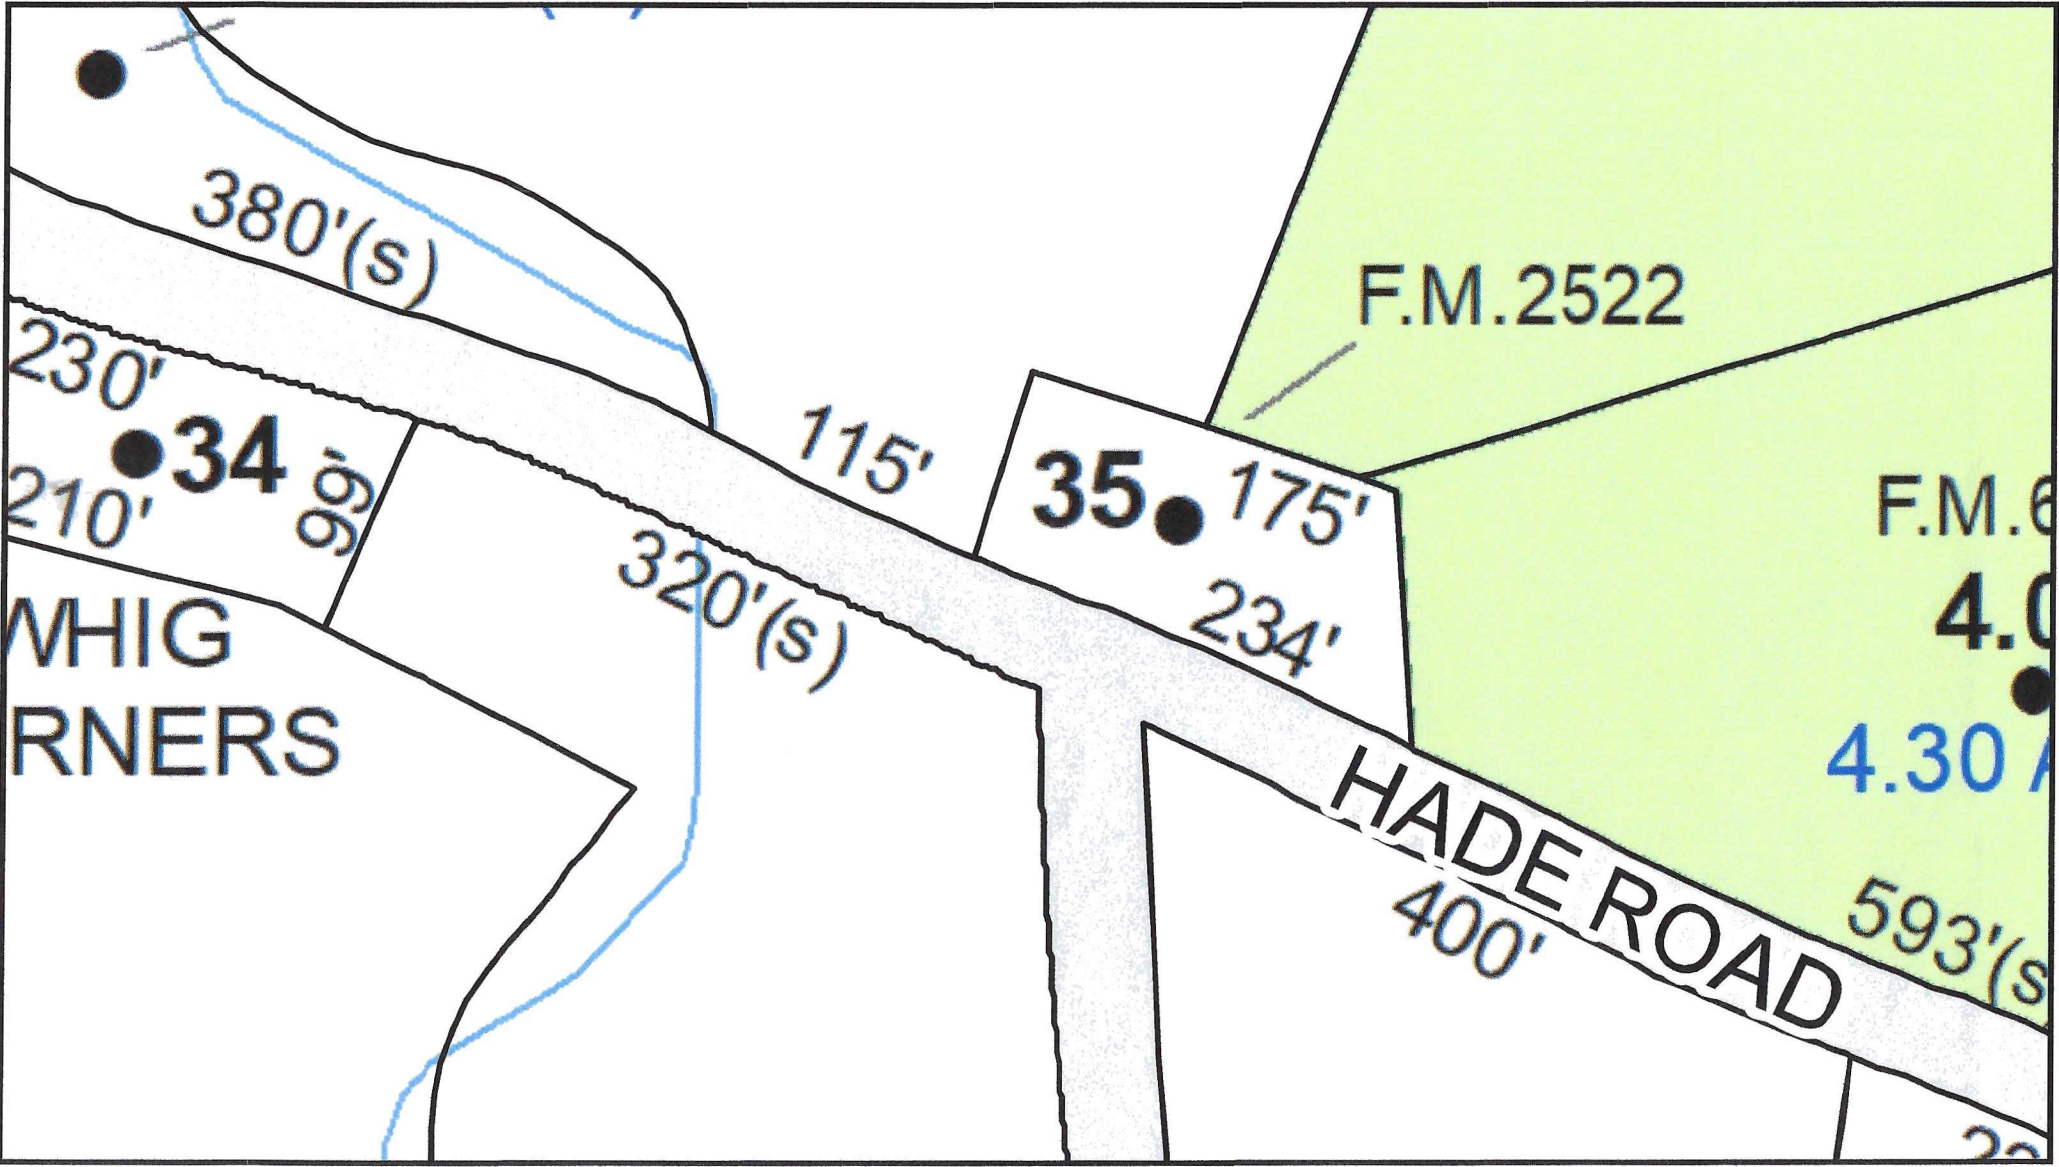 380'(s)
F.M.2522
230'
34
99'
210'
115'
35
175'
F.M.6
320'(s)
234'
4.0
WHIG
RNERS
4.30
HADE ROAD
400'
593'(s